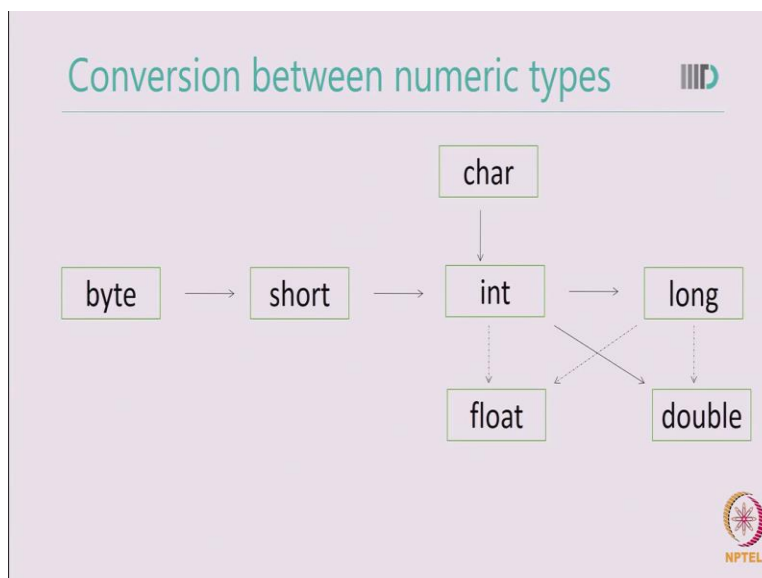 Conversion between numeric types
char
byte
short
int
long
float
double
NPTEL